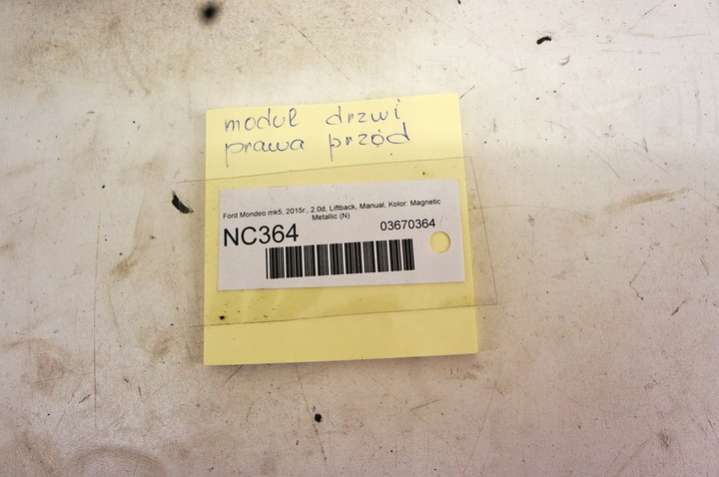 moduł drzwi
prawa przód
Ford Mondeo mk5, 2015r., 2.0d, Liftback, Manual, Kolor: Magnetic
Metallic (N)
NC364 03670364